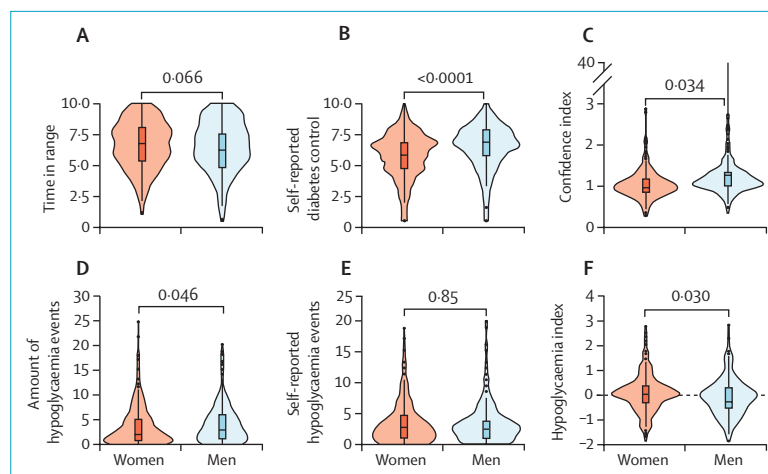 A
0·066
Time in range
10·0
7·5
5·0
2·5
0
B
<0·0001
Self-reported
diabetes control
10·0
7·5
5·0
2·5
0
C
0·034
Confidence index
40
3
2
1
0
D
0·046
Amount of
hypoglycaemia events
30
25
20
15
10
5
0
Women
Men
E
0·85
Self-reported
hypoglycaemia events
25
20
15
10
5
0
Women
Men
F
0·030
Hypoglycaemia index
4
3
2
1
0
−1
−2
Women
Men